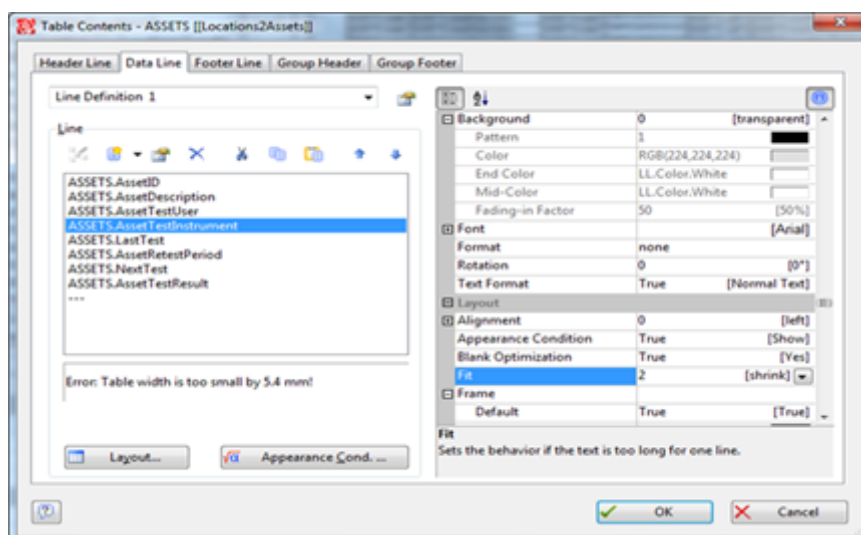 Table Contents - ASSETS [[Locations2Assets]]
Header Line Data Line Footer Line Group Header Group Footer
Line Definition 1
Line
ASSETS.AssetID
ASSETS.AssetDescription
ASSETS.AssetTestUser
ASSETS.AssetTestInstrument
ASSETS.LastTest
ASSETS.AssetRetestPeriod
ASSETS.NextTest
ASSETS.AssetTestResult
---
Error: Table width is too small by 5.4 mm!
Layout...
Appearance Cond. ...
Background 0 [transparent]
Pattern 1
Color RGB(224,224,224)
End Color LL.Color.White
Mid-Color LL.Color.White
Fading-in Factor 50 [50%]
Font [Arial]
Format none
Rotation 0 [0°]
Text Format True [Normal Text]
Layout
Alignment 0 [left]
Appearance Condition True [Show]
Blank Optimization True [Yes]
Fit 2 [shrink]
Frame
Default True [True]
Fit
Sets the behavior if the text is too long for one line.
OK
Cancel